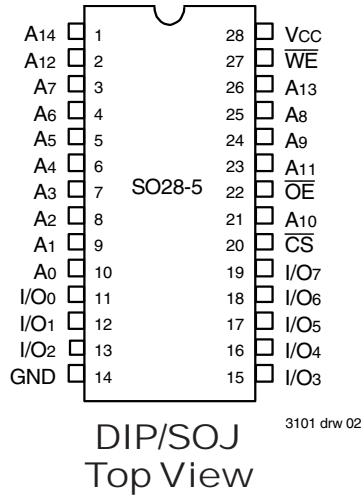 A14 1 28 VCC
A12 2 27 WE
A7 3 26 A13
A6 4 25 A8
A5 5 24 A9
A4 6 23 A11
A3 7 SO28-5 22 OE
A2 8 21 A10
A1 9 20 CS
A0 10 19 I/O7
I/O0 11 18 I/O6
I/O1 12 17 I/O5
I/O2 13 16 I/O4
GND 14 15 I/O3
3101 drw 02
DIP/SOJ
Top View